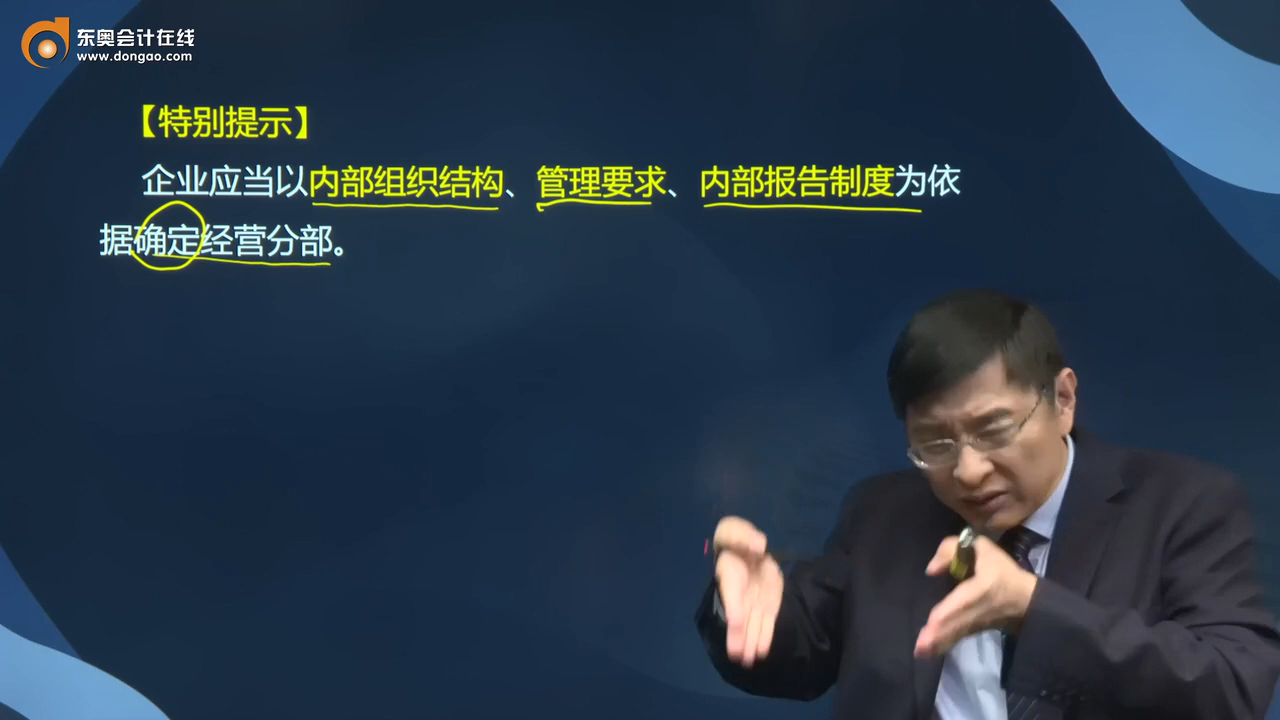 东奥会计在线
www.dongao.com
【特别提示】
企业应当以内部组织结构、管理要求、内部报告制度为依
据确定经营分部。